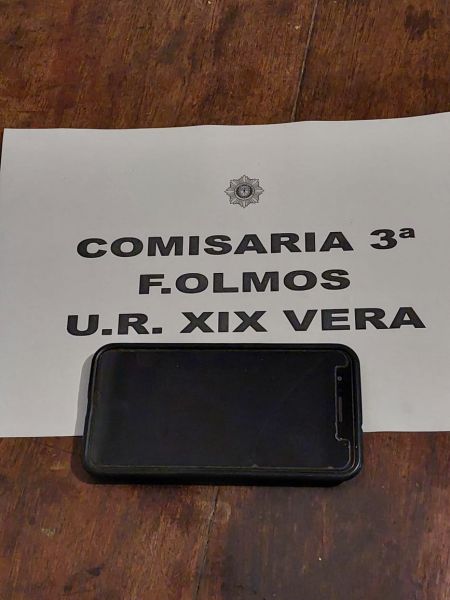 COMISARIA 3ª
F.OLMOS
U.R. XIX VERA